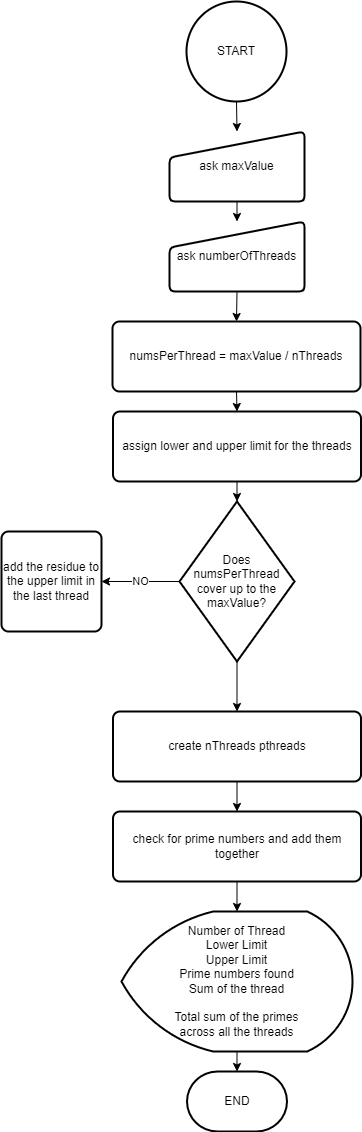 START
ask maxValue
ask numberOfThreads
numsPerThread = maxValue / nThreads
assign lower and upper limit for the threads
Does
numsPerThread
cover up to the
maxValue?
NO
add the residue to
the upper limit in
the last thread
create nThreads pthreads
check for prime numbers and add them
together
Number of Thread
Lower Limit
Upper Limit
Prime numbers found
Sum of the thread
Total sum of the primes
across all the threads
END